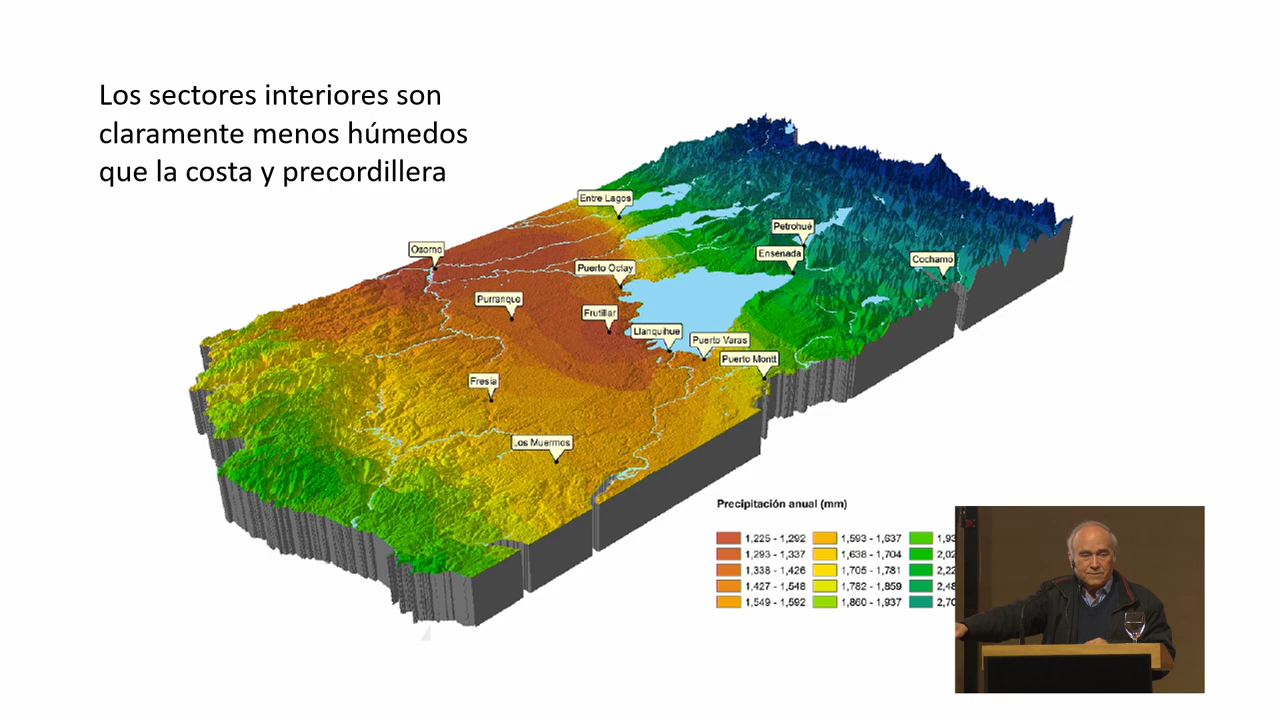 Los sectores interiores son
claramente menos húmedos
que la costa y precordillera
Entre Lagos
Petrohué
Osorno
Ensenada
Cochamó
Puerto Octay
Purranque
Frutillar
Llanquihue
Puerto Varas
Puerto Montt
Fresia
Los Muermos
Precipitación anual (mm)
1,225 - 1,292 1,593 - 1,637
1,293 - 1,337 1,638 - 1,704
1,338 - 1,426 1,705 - 1,781
1,427 - 1,548 1,782 - 1,859
1,549 - 1,592 1,860 - 1,937